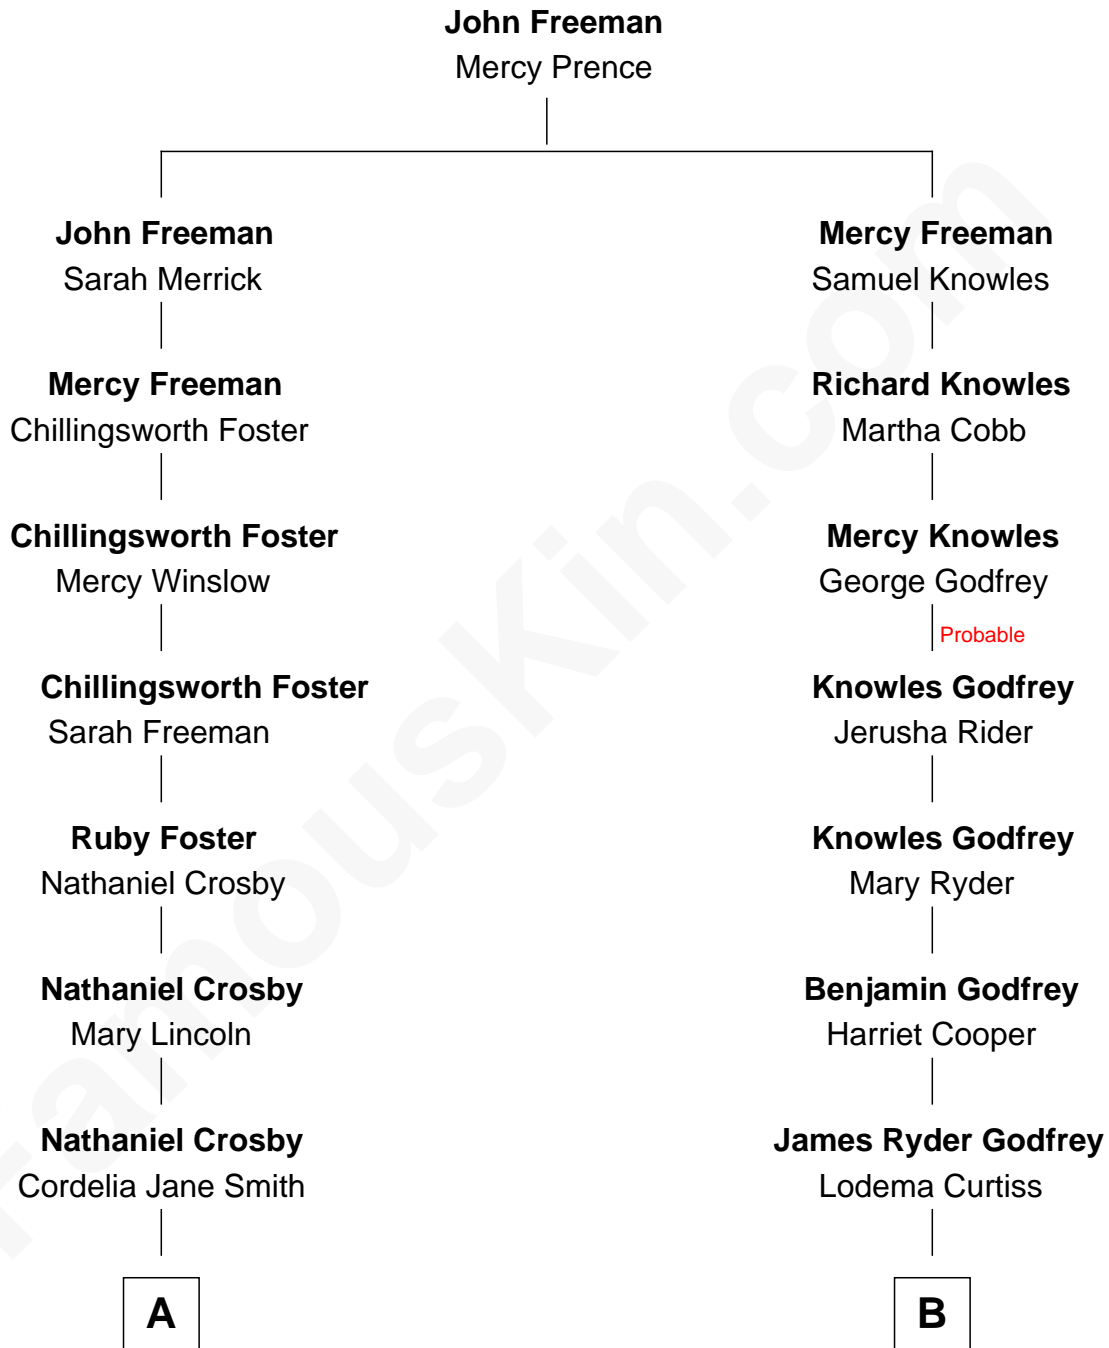 John Freeman
Mercy Prence
John Freeman
Sarah Merrick
Mercy Freeman
Samuel Knowles
Mercy Freeman
Chillingsworth Foster
Richard Knowles
Martha Cobb
Chillingsworth Foster
Mercy Winslow
Mercy Knowles
George Godfrey
Probable
Chillingsworth Foster
Sarah Freeman
Knowles Godfrey
Jerusha Rider
Ruby Foster
Nathaniel Crosby
Knowles Godfrey
Mary Ryder
Nathaniel Crosby
Mary Lincoln
Benjamin Godfrey
Harriet Cooper
Nathaniel Crosby
Cordelia Jane Smith
James Ryder Godfrey
Lodema Curtiss
A
B
FamousKin.com